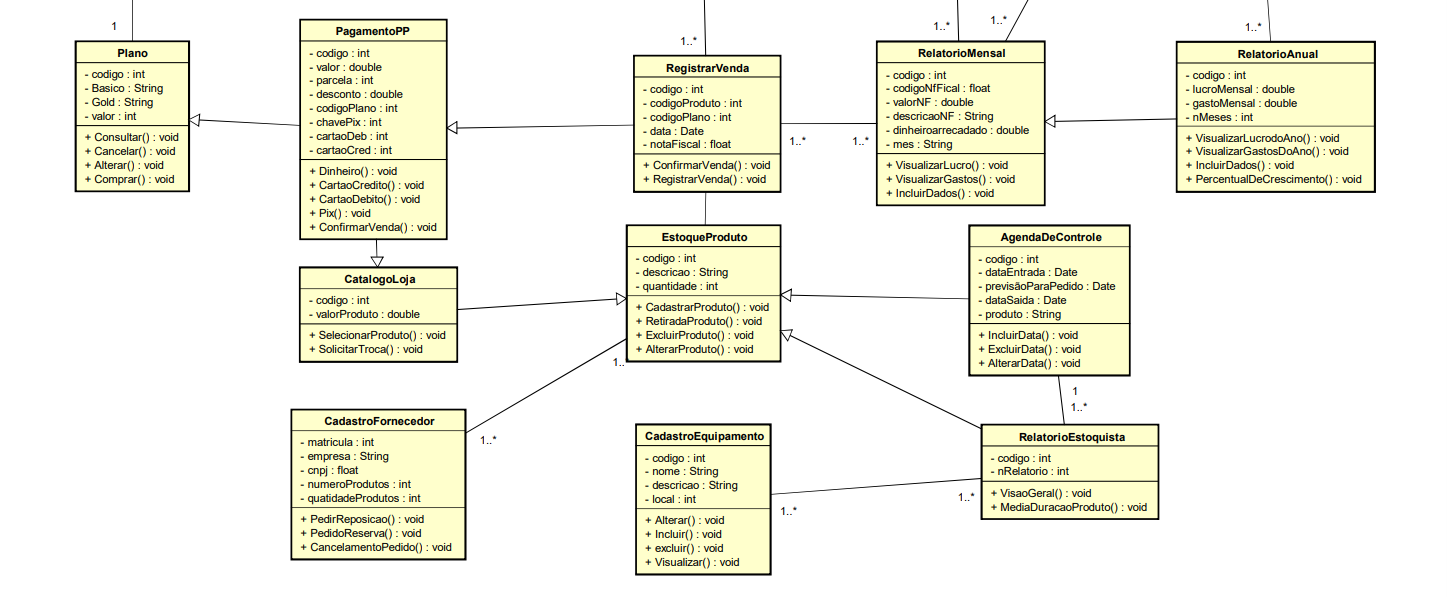 1
Plano
- codigo : int
- Basico : String
- Gold : String
- valor : int
+ Consultar() : void
+ Cancelar() : void
+ Alterar() : void
+ Comprar() : void
PagamentoPP
- codigo : int
- valor : double
- parcela : int
- desconto : double
- codigoPlano : int
- chavePix : int
- cartaoDeb : int
- cartaoCred : int
+ Dinheiro() : void
+ CartaoCredito() : void
+ CartaoDebito() : void
+ Pix() : void
+ ConfirmarVenda() : void
1..*
RegistrarVenda
- codigo : int
- codigoProduto : int
- codigoPlano : int
- data : Date
- notaFiscal : float
+ ConfirmarVenda() : void
+ RegistrarVenda() : void
1..*
1..*
1..*
1..*
RelatorioMensal
- codigo : int
- codigoNfFical : float
- valorNF : double
- descricaoNF : String
- dinheiroarrecadado : double
- mes : String
+ VisualizarLucro() : void
+ VisualizarGastos() : void
+ IncluirDados() : void
1..*
RelatorioAnual
- codigo : int
- lucroMensal : double
- gastoMensal : double
- nMeses : int
+ VisualizarLucrodoAno() : void
+ VisualizarGastosDoAno() : void
+ IncluirDados() : void
+ PercentualDeCrescimento() : void
CatalogoLoja
- codigo : int
- valorProduto : double
+ SelecionarProduto() : void
+ SolicitarTroca() : void
EstoqueProduto
- codigo : int
- descricao : String
- quantidade : int
+ CadastrarProduto() : void
+ RetiradaProduto() : void
+ ExcluirProduto() : void
+ AlterarProduto() : void
1..
AgendaDeControle
- codigo : int
- dataEntrada : Date
- previsãoParaPedido : Date
- dataSaida : Date
- produto : String
+ IncluirData() : void
+ ExcluirData() : void
+ AlterarData() : void
1
1..*
CadastroFornecedor
- matricula : int
- empresa : String
- cnpj : float
- numeroProdutos : int
- quatidadeProdutos : int
+ PedirReposicao() : void
+ PedidoReserva() : void
+ CancelamentoPedido() : void
1..*
CadastroEquipamento
- codigo : int
- nome : String
- descricao : String
- local : int
+ Alterar() : void
+ Incluir() : void
+ excluir() : void
+ Visualizar() : void
1..*
1..*
RelatorioEstoquista
- codigo : int
- nRelatorio : int
+ VisaoGeral() : void
+ MediaDuracaoProduto() : void